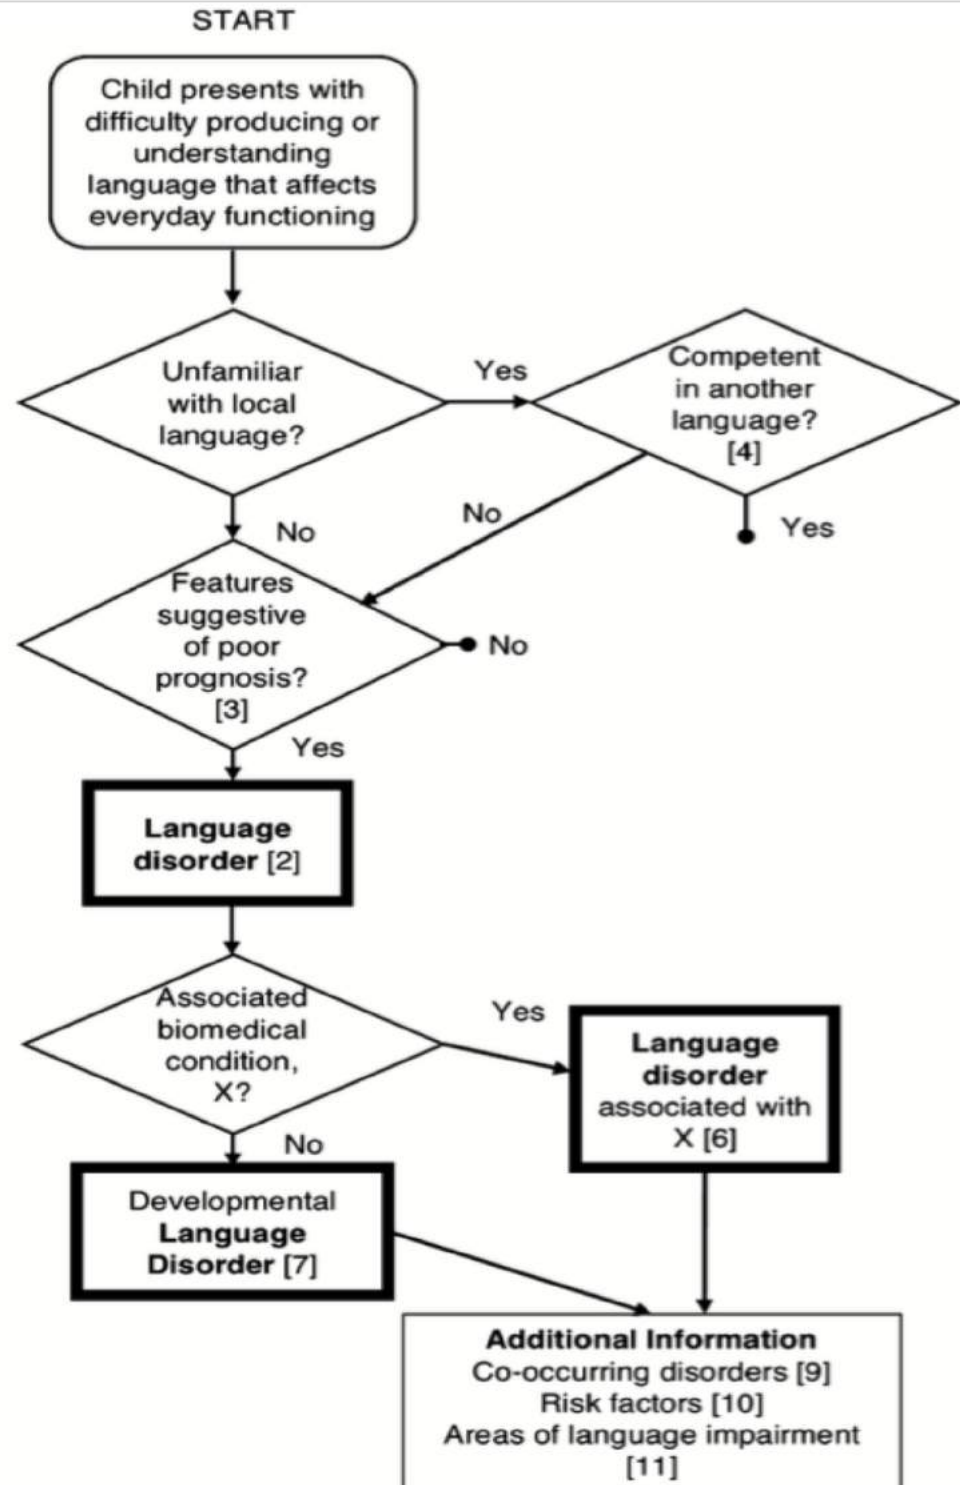 START
Child presents with
difficulty producing or
understanding
language that affects
everyday functioning
Unfamiliar
with local
language?
Yes
Competent
in another
language?
[4]
No
No
Yes
Features
suggestive
of poor
prognosis?
[3]
No
Yes
Language
disorder [2]
Associated
biomedical
condition,
X?
Yes
Language
disorder
associated with
X [6]
No
Developmental
Language
Disorder [7]
Additional Information
Co-occurring disorders [9]
Risk factors [10]
Areas of language impairment
[11]